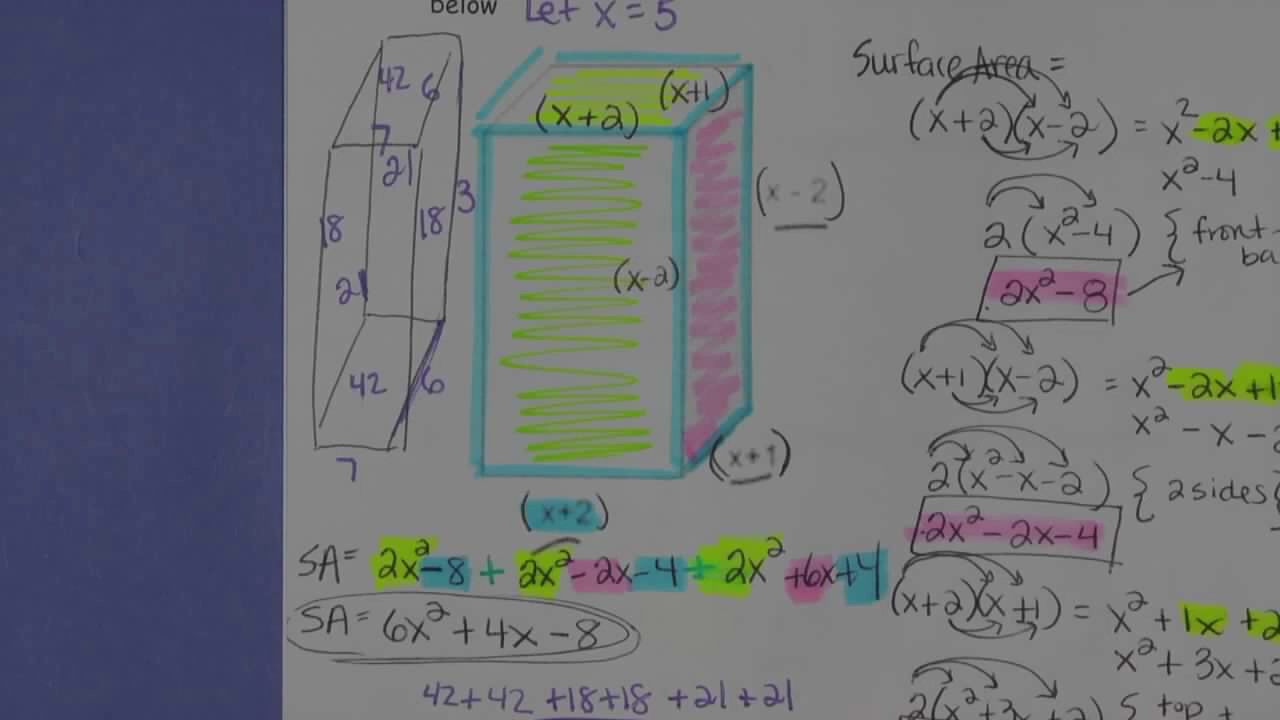 below Let x = 5
42 6
7
21
18
18
3
21
42 6
7
(x+1)
(x+2)
(x - 2)
(x-2)
(x+1)
(x+2)
SA = 2x²-8 + 2x²-2x-4 + 2x²+6x+4
SA = 6x²+4x-8
42+42 +18+18 +21+21
Surface Area =
(x+2)(x-2) = x²-2x +
x²-4
2(x²-4) { front -
2x²-8
(x+1)(x-2) = x²-2x+1
x² - x -
2(x²-x-2) { 2 sides
2x²-2x-4
(x+2)(x+1) = x²+1x+2
x²+3x+2
2(x²+3x+2) { top +